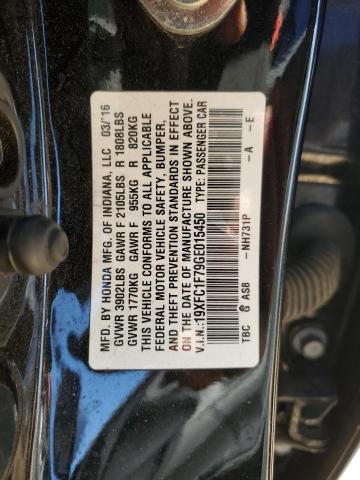 MFD. BY HONDA MFG. OF INDIANA, LLC 03/'16
GVWR 3902LBS GAWR F 2105LBS R 1808LBS
GVWR 1770KG GAWR F 955KG R 820KG
THIS VEHICLE CONFORMS TO ALL APPLICABLE
FEDERAL MOTOR VEHICLE SAFETY, BUMPER,
AND THEFT PREVENTION STANDARDS IN EFFECT
ON THE DATE OF MANUFACTURE SHOWN ABOVE.
V.I.N.: 19XFC1F79GE015450 TYPE: PASSENGER CAR
TBC AS8 -NH731P -A -E